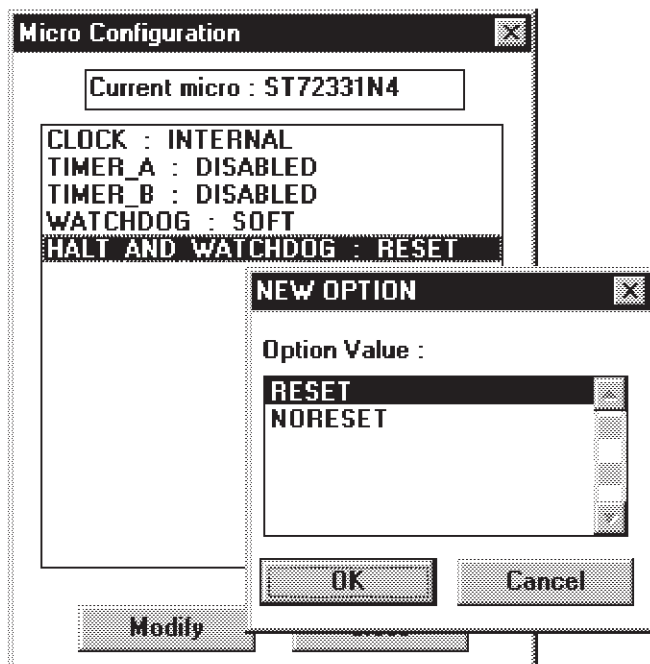 Micro Configuration
Current micro : ST72331N4
CLOCK : INTERNAL
TIMER_A : DISABLED
TIMER_B : DISABLED
WATCHDOG : SOFT
HALT AND WATCHDOG : RESET
NEW OPTION
Option Value :
RESET
NORESET
OK
Cancel
Modify